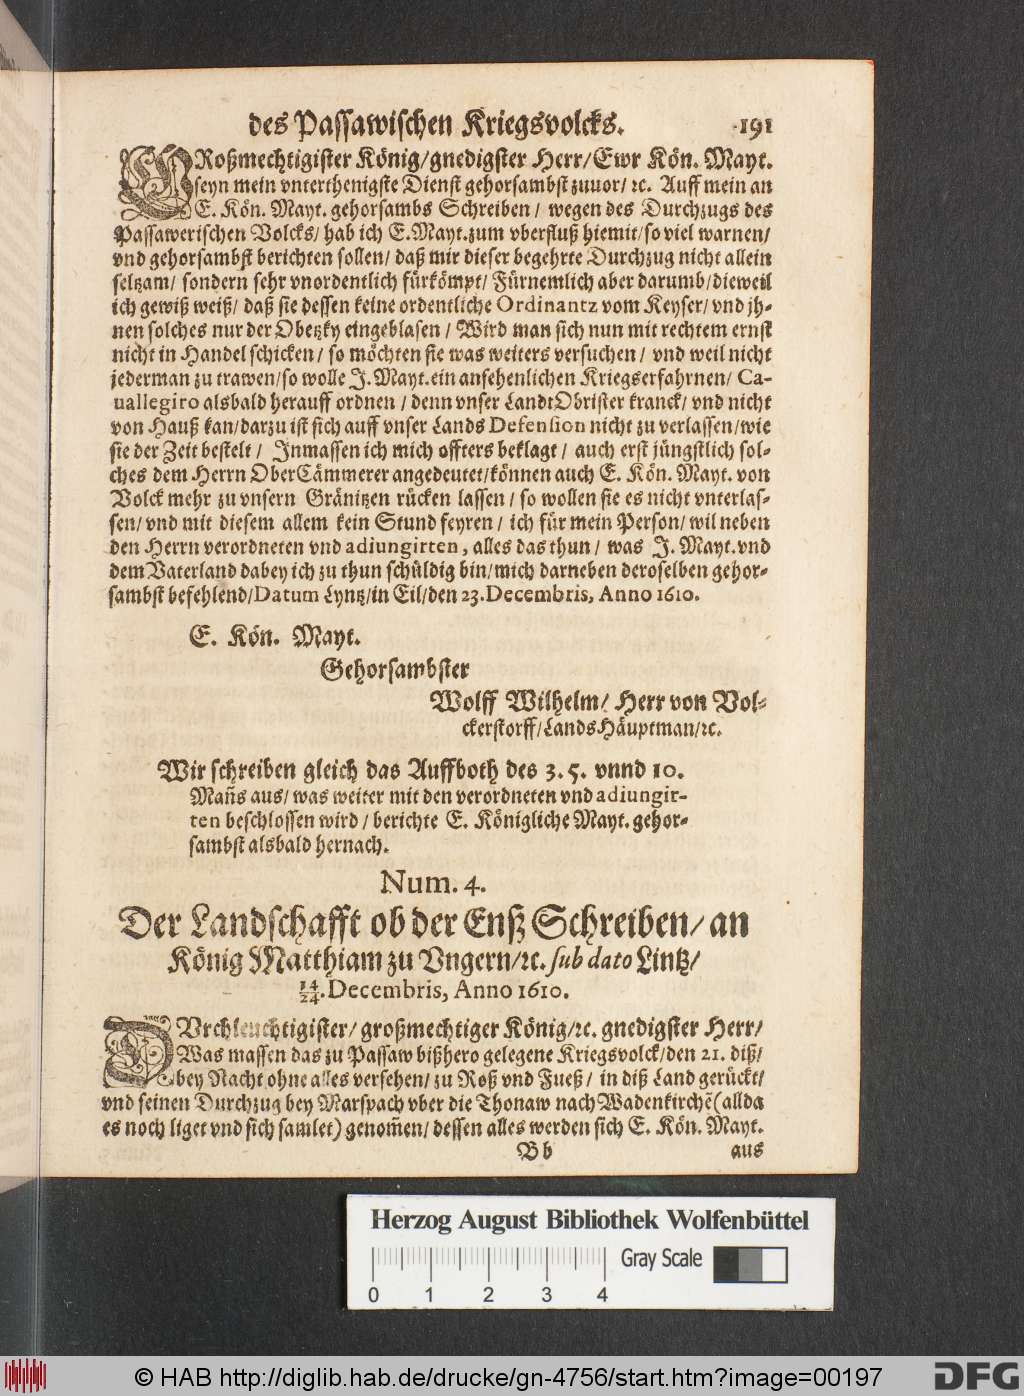 des Passawischen Kriegsvolcks. 191
GRoßmechtigister König/gnedigster Herr/Ewr Kön. Mayt.
seyn mein vnterthenigste Dienst gehorsambst zuuor/ ꝛc. Auff mein an
E. Kön. Mayt. gehorsambs Schreiben / wegen des Durchzugs des
Passawerischen Volcks/ hab ich E. Mayt. zum vberfluß hiemit/so viel warnen/
vnd gehorsambst berichten sollen/ daß mir dieser begehrte Durchzug nicht allein
seltzam/ sondern sehr vnordentlich fürkömpt/ Fürnemlich aber darumb/dieweil
ich gewiß weiß/ daß sie dessen keine ordentliche Ordinantz vom Keyser/ vnd jh-
nen solches nur der Obetzky eingeblasen / Wird man sich nun mit rechtem ernst
nicht in Handel schicken/ so möchten sie was weiters versuchen / vnd weil nicht
jederman zu trawen/so wolle J. Mayt. ein ansehenlichen Kriegserfahrnen/ Ca-
uallegiro alsbald herauff ordnen / denn vnser LandtObrister kranck/ vnd nicht
von Hauß kan/darzu ist sich auff vnser Lands Defension nicht zu verlassen/wie
sie der Zeit bestelt / Inmassen ich mich offters beklagt / auch erst jüngstlich sol-
ches dem Herrn OberCämmerer angedeutet/können auch E. Kön. Mayt. von
Volck mehr zu vnsern Gränitzen rücken lassen / so wollen sie es nicht vnterlas-
sen/ vnd mit diesem allem kein Stund feyren / ich für mein Person/ wil neben
den Herrn verordneten vnd adiungirten, alles das thun / was J. Mayt. vnd
dem Vaterland dabey ich zu thun schüldig bin/ mich darneben deroselben gehor-
sambst befehlend/Datum Lyntz/in Eil/den 23. Decembris, Anno 1610.
E. Kön. Mayt.
Gehorsambster
Wolff Wilhelm/ Herr von Vol-
ckerstorff/LandsHäuptman/ꝛc.
Wir schreiben gleich das Auffboth des 3. 5. vnnd 10.
Mañs aus/ was weiter mit den verordneten vnd adiungir-
ten beschlossen wird / berichte E. Königliche Mayt. gehor-
sambst alsbald hernach.
Num. 4.
Der Landschafft ob der Enß Schreiben/ an
König Matthiam zu Vngern/ꝛc. sub dato Lintz/
14/24. Decembris, Anno 1610.
DVrchleuchtigister/ großmechtiger König/ꝛc. gnedigster Herr/
Was massen das zu Passaw bißhero gelegene Kriegsvolck/den 21. diß/
bey Nacht ohne alles versehen/ zu Roß vnd Fueß/ in diß Land gerückt/
vnd seinen Durchzug bey Marspach vber die Thonaw nach Wadenkirchē(allda
es noch liget vnd sich samlet) genom̃en/ dessen alles werden sich E. Kön. Mayt.
Bb aus
Herzog August Bibliothek Wolfenbüttel
Gray Scale
0 1 2 3 4
© HAB http://diglib.hab.de/drucke/gn-4756/start.htm?image=00197 DFG